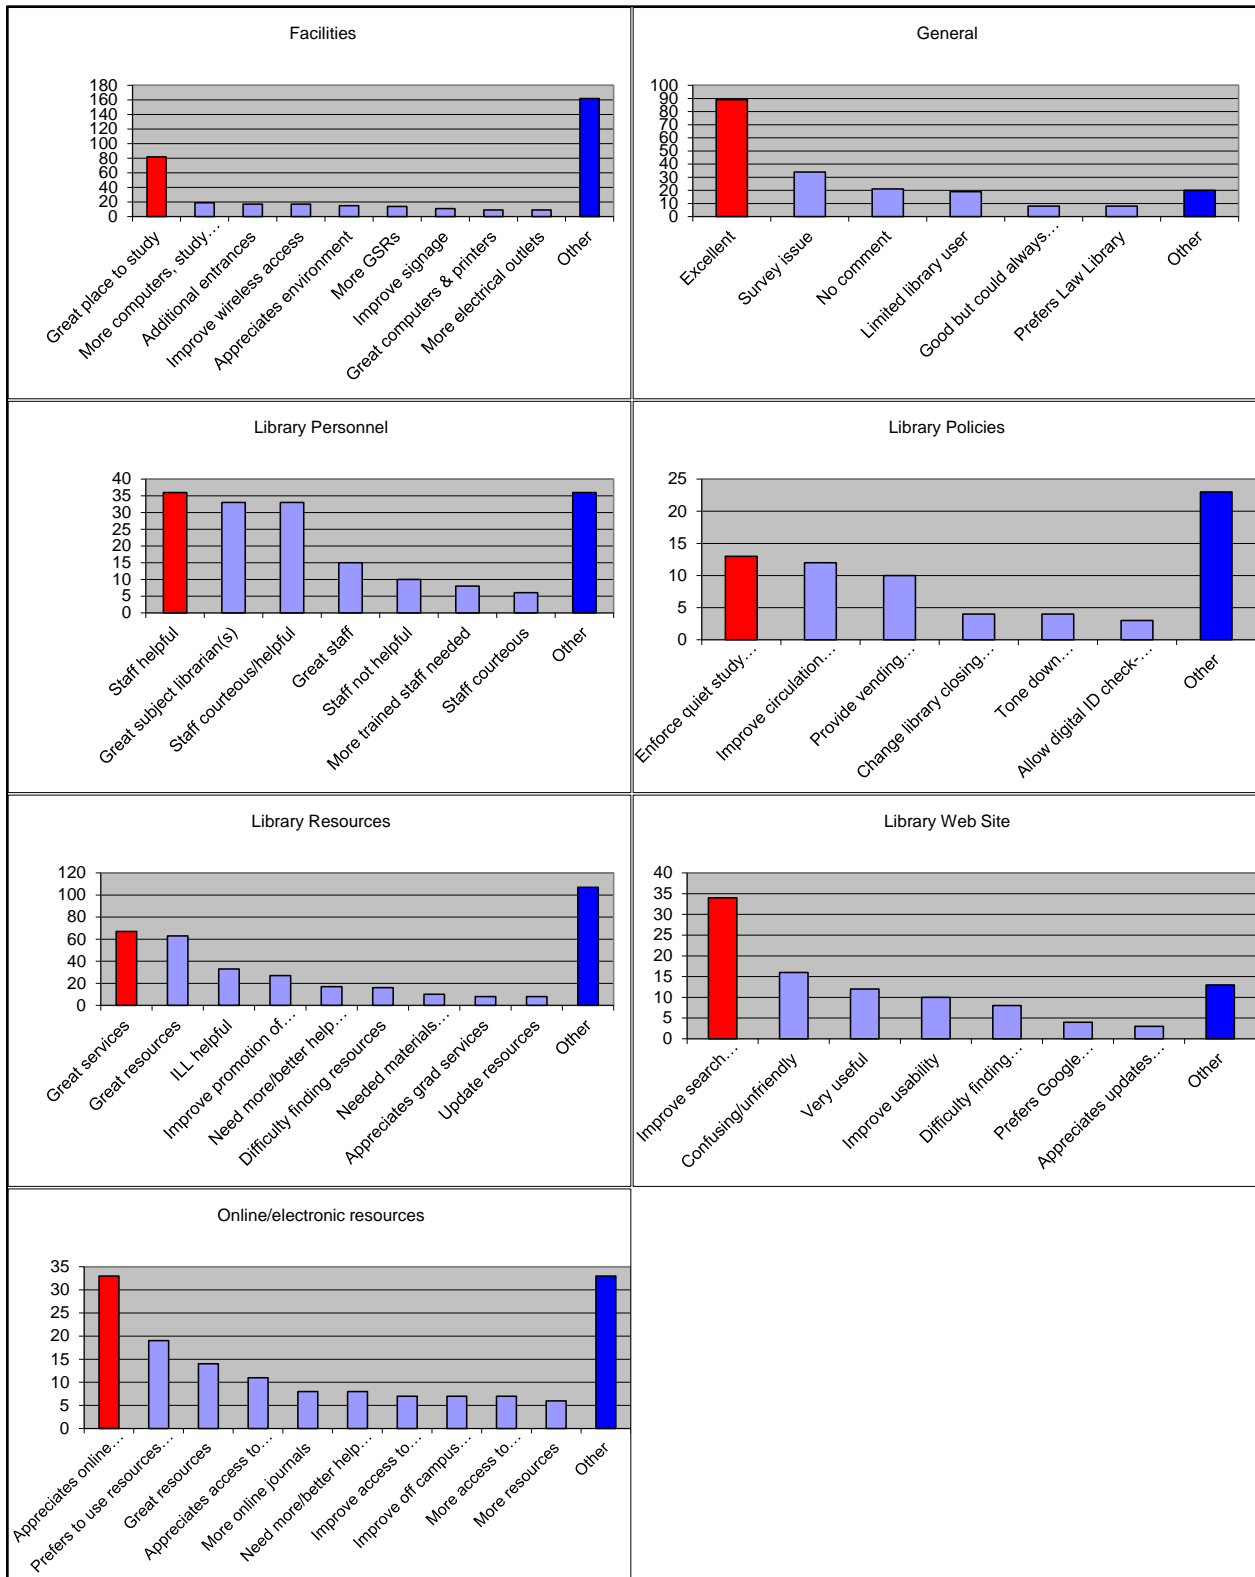 Facilities
180
160
140
120
100
80
60
40
20
0
Great place to study
More computers, study…
Additional entrances
Improve wireless access
Appreciates environment
More GSRs
Improve signage
Great computers & printers
More electrical outlets
Other
General
100
90
80
70
60
50
40
30
20
10
0
Excellent
Survey issue
No comment
Limited library user
Good but could always…
Prefers Law Library
Other
Library Personnel
40
35
30
25
20
15
10
5
0
Staff helpful
Great subject librarian(s)
Staff courteous/helpful
Great staff
Staff not helpful
More trained staff needed
Staff courteous
Other
Library Policies
25
20
15
10
5
0
Enforce quiet study…
Improve circulation…
Provide vending…
Change library closing…
Tone down…
Allow digital ID check-…
Other
Library Resources
120
100
80
60
40
20
0
Great services
Great resources
ILL helpful
Improve promotion of…
Need more/better help…
Difficulty finding resources
Needed materials…
Appreciates grad services
Update resources
Other
Library Web Site
40
35
30
25
20
15
10
5
0
Improve search…
Confusing/unfriendly
Very useful
Improve usability
Difficulty finding…
Prefers Google…
Appreciates updates…
Other
Online/electronic resources
35
30
25
20
15
10
5
0
Appreciates online…
Prefers to use resources…
Great resources
Appreciates access to…
More online journals
Need more/better help…
Improve access to…
Improve off campus…
More access to…
More resources
Other